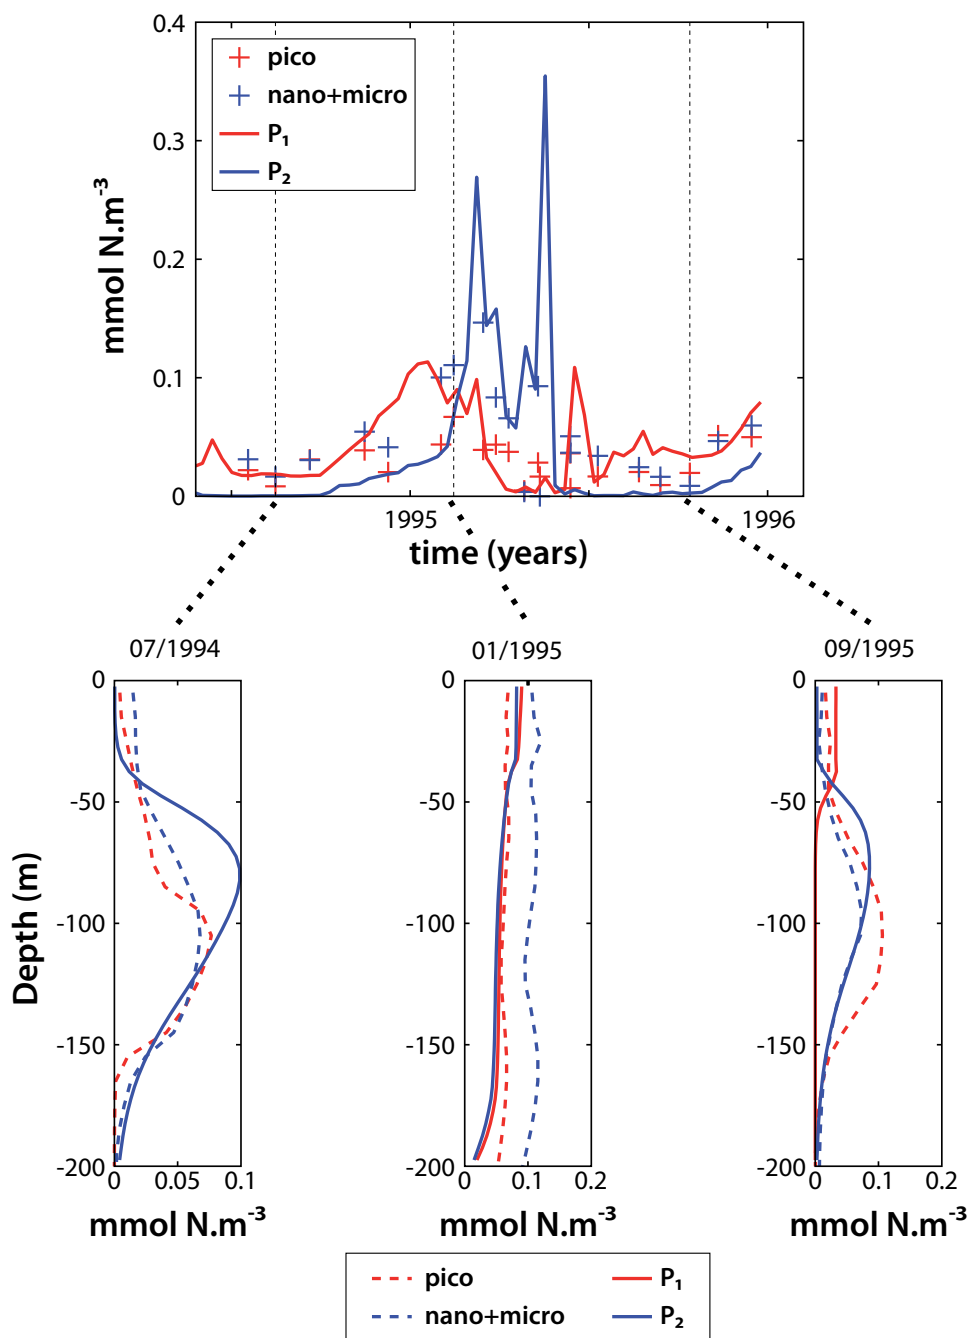 0.4
pico
nano+micro
P₁
P₂
0.3
0.2
0.1
0
mmol N.m⁻³
1995
1996
time (years)
07/1994
01/1995
09/1995
0
-50
-100
-150
-200
0
-50
-100
-150
-200
0
-50
-100
-150
-200
Depth (m)
0 0.05 0.1
0 0.1 0.2
0 0.1 0.2
mmol N.m⁻³
mmol N.m⁻³
mmol N.m⁻³
pico P₁
nano+micro P₂